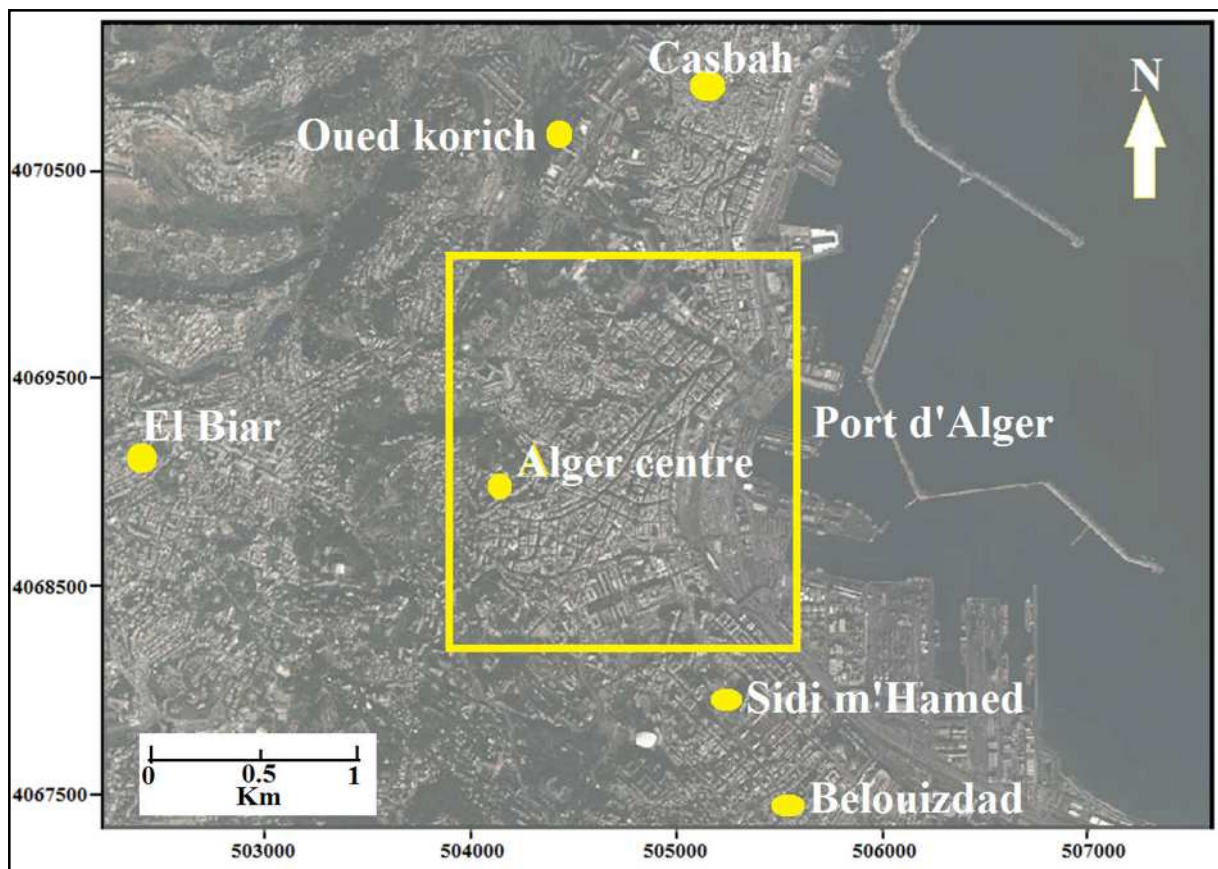 Casbah
N
Oued korich
4070500
4069500
El Biar
Port d'Alger
Alger centre
4068500
Sidi m'Hamed
0 0.5 1
Km
4067500
Belouizdad
503000 504000 505000 506000 507000